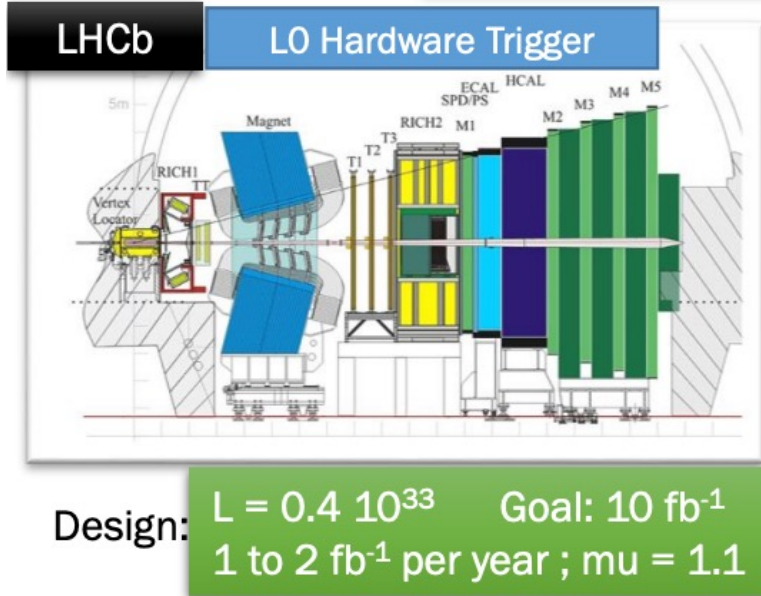 LHCb
L0 Hardware Trigger
5m
Magnet
RICH1
TT
Vertex
Locator
T1
T2
T3
RICH2
SPD/PS
M1
ECAL
HCAL
M2
M3
M4
M5
Design:
L = 0.4 10³³ Goal: 10 fb⁻¹
1 to 2 fb⁻¹ per year ; mu = 1.1